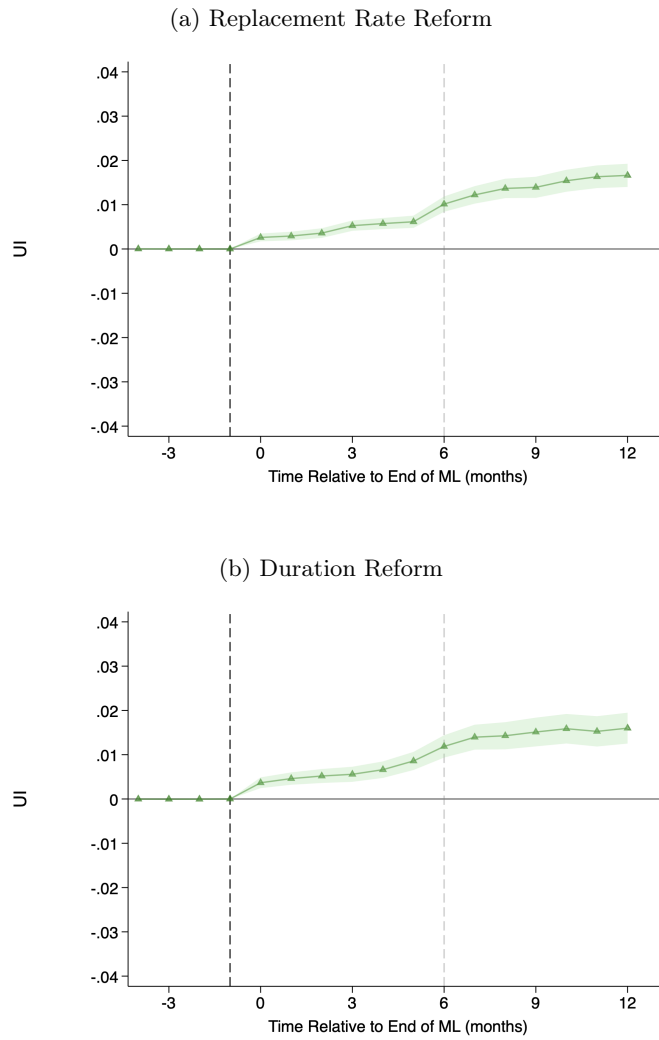 (a) Replacement Rate Reform
.04
.03
.02
.01
0
-.01
-.02
-.03
-.04
UI
-3 0 3 6 9 12
Time Relative to End of ML (months)
(b) Duration Reform
.04
.03
.02
.01
0
-.01
-.02
-.03
-.04
UI
-3 0 3 6 9 12
Time Relative to End of ML (months)